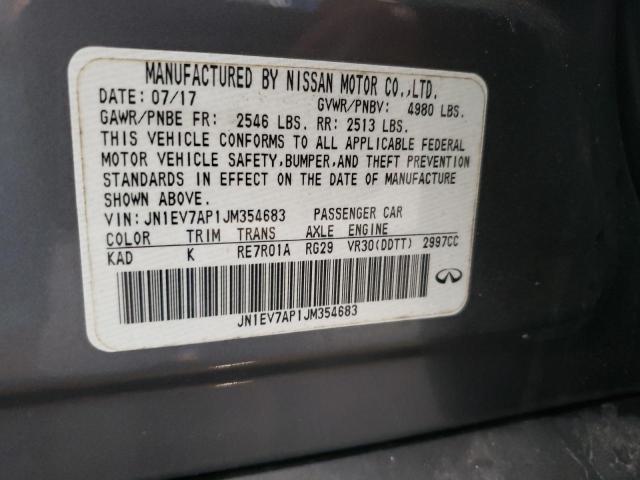 MANUFACTURED BY NISSAN MOTOR CO.,LTD.
DATE: 07/17 GVWR/PNBV: 4980 LBS.
GAWR/PNBE FR: 2546 LBS. RR: 2513 LBS.
THIS VEHICLE CONFORMS TO ALL APPLICABLE FEDERAL
MOTOR VEHICLE SAFETY,BUMPER,AND THEFT PREVENTION
STANDARDS IN EFFECT ON THE DATE OF MANUFACTURE
SHOWN ABOVE.
VIN:JN1EV7AP1JM354683 PASSENGER CAR
COLOR TRIM TRANS AXLE ENGINE
KAD K RE7R01A RG29 VR30(DDTT) 2997CC
JN1EV7AP1JM354683